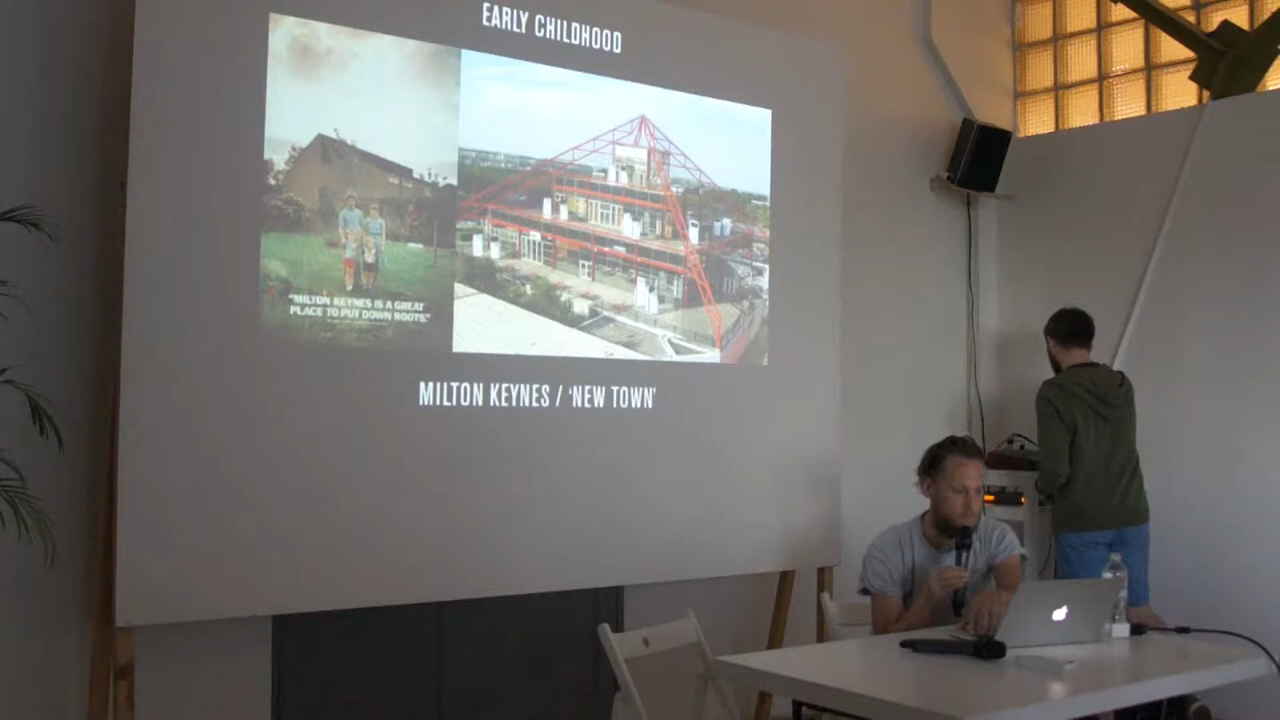 EARLY CHILDHOOD
"MILTON KEYNES IS A GREAT
PLACE TO PUT DOWN ROOTS."
MILTON KEYNES / ‘NEW TOWN’